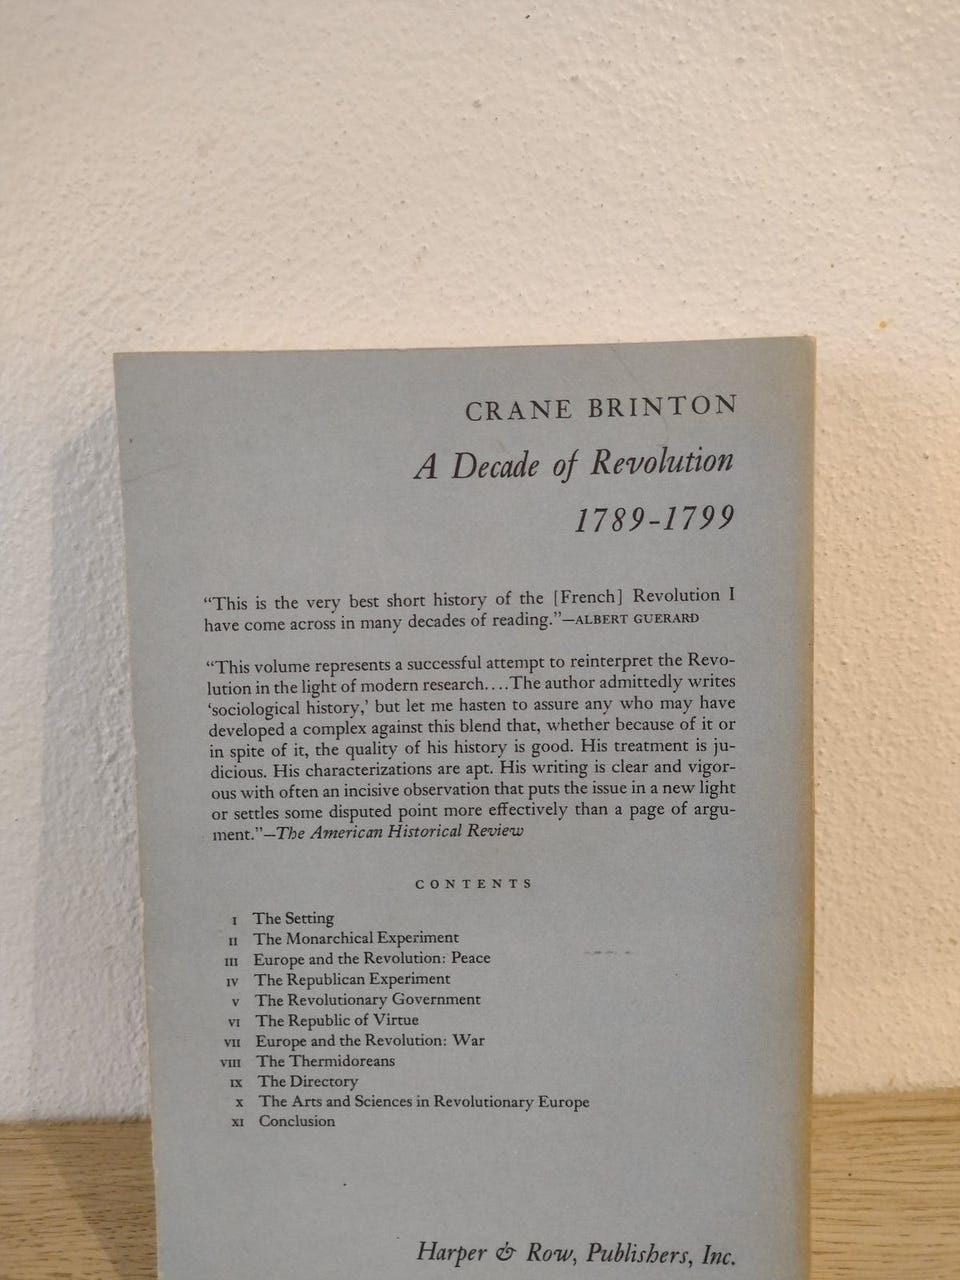 CRANE BRINTON
A Decade of Revolution
1789-1799
“This is the very best short history of the [French] Revolution I
have come across in many decades of reading.”—ALBERT GUERARD
“This volume represents a successful attempt to reinterpret the Revo-
lution in the light of modern research....The author admittedly writes
‘sociological history,’ but let me hasten to assure any who may have
developed a complex against this blend that, whether because of it or
in spite of it, the quality of his history is good. His treatment is ju-
dicious. His characterizations are apt. His writing is clear and vigor-
ous with often an incisive observation that puts the issue in a new light
or settles some disputed point more effectively than a page of argu-
ment.”—The American Historical Review
CONTENTS
I The Setting
II The Monarchical Experiment
III Europe and the Revolution: Peace
IV The Republican Experiment
V The Revolutionary Government
VI The Republic of Virtue
VII Europe and the Revolution: War
VIII The Thermidoreans
IX The Directory
X The Arts and Sciences in Revolutionary Europe
XI Conclusion
Harper & Row, Publishers, Inc.